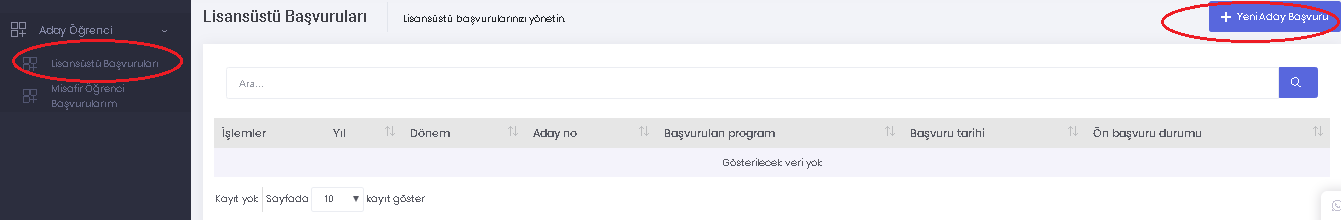 Lisansüstü Başvuruları
Lisansüstü başvurularınızı yönetin.
+ Yeni Aday Başvuru
Aday Öğrenci
Lisansüstü Başvuruları
Misafir Öğrenci
Başvurularım
Ara...
İşlemler Yıl Dönem Aday no Başvurulan program Başvuru tarihi Ön başvuru durumu
Gösterilecek veri yok
Kayıt yok Sayfada 10 kayıt göster